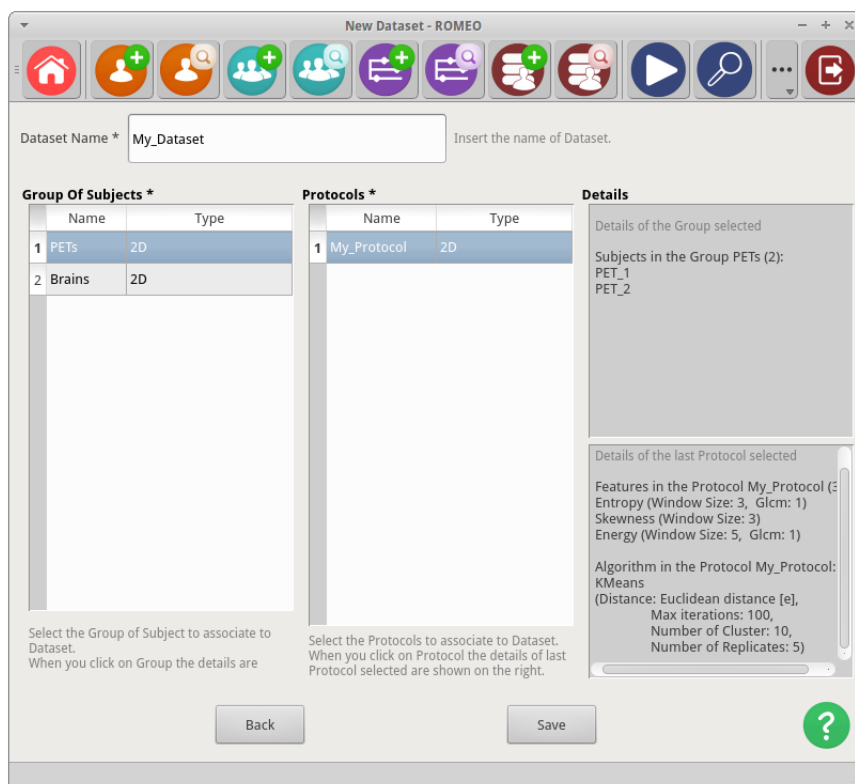 New Dataset - ROMEO
Dataset Name *
My_Dataset
Insert the name of Dataset.
Group Of Subjects *
Name Type
1 PETs 2D
2 Brains 2D
Select the Group of Subject to associate to
Dataset.
When you click on Group the details are
Protocols *
Name Type
1 My_Protocol 2D
Select the Protocols to associate to Dataset.
When you click on Protocol the details of last
Protocol selected are shown on the right.
Details
Details of the Group selected
Subjects in the Group PETs (2):
PET_1
PET_2
Details of the last Protocol selected
Features in the Protocol My_Protocol (3
Entropy (Window Size: 3, Glcm: 1)
Skewness (Window Size: 3)
Energy (Window Size: 5, Glcm: 1)
Algorithm in the Protocol My_Protocol:
KMeans
(Distance: Euclidean distance [e],
Max iterations: 100,
Number of Cluster: 10,
Number of Replicates: 5)
Back
Save
?